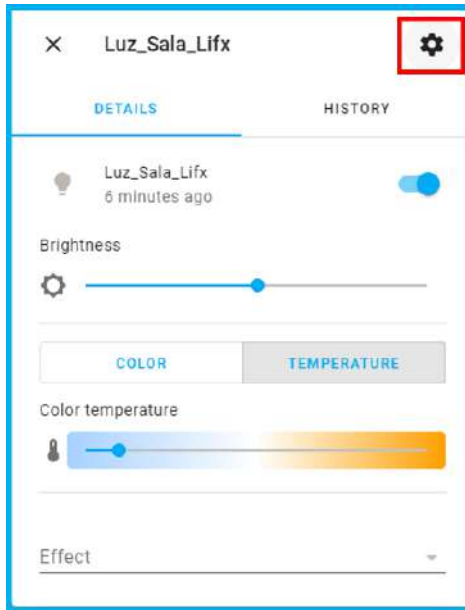 Luz_Sala_Lifx
DETAILS HISTORY
Luz_Sala_Lifx
6 minutes ago
Brightness
COLOR TEMPERATURE
Color temperature
Effect